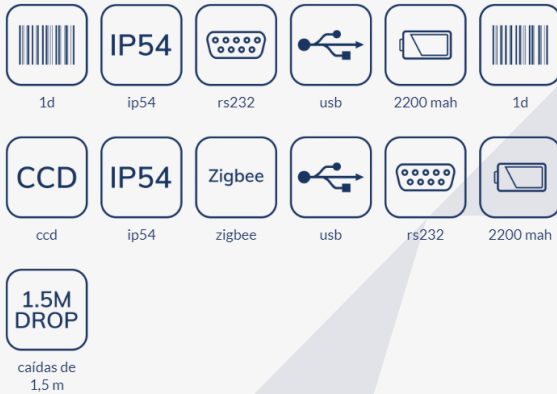 IP54
1d
ip54
rs232
usb
2200 mah
1d
CCD
IP54
Zigbee
ccd
ip54
zigbee
usb
rs232
2200 mah
1.5M
DROP
caídas de
1,5 m